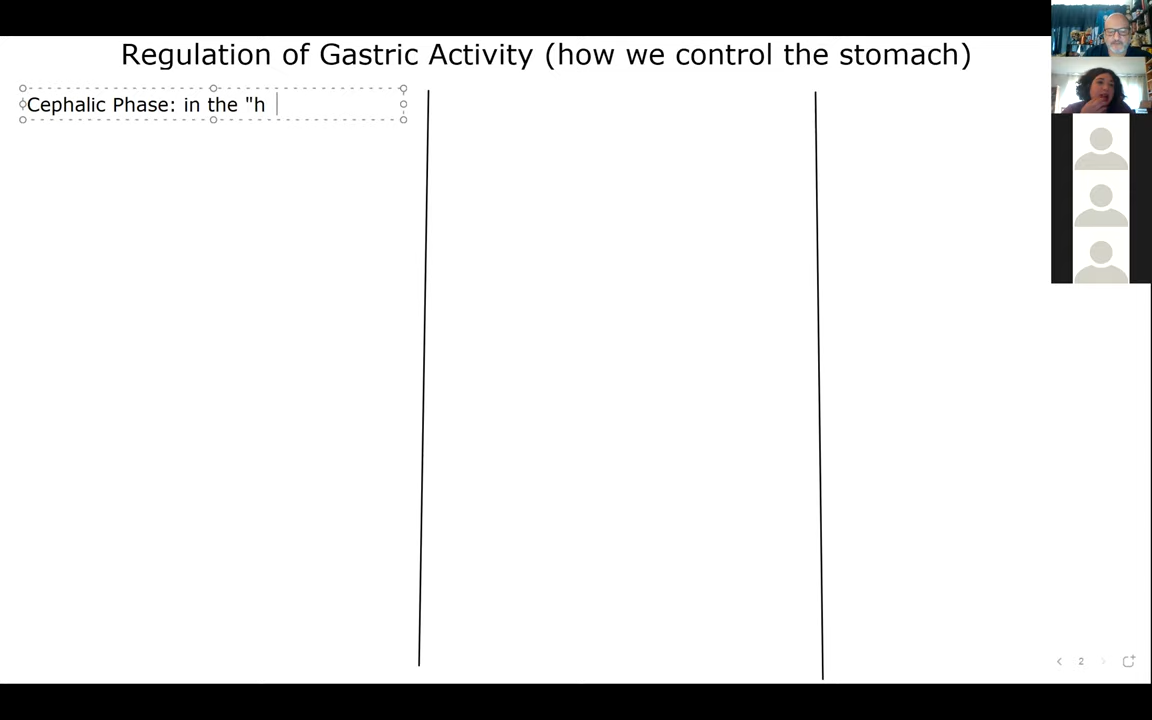 Regulation of Gastric Activity (how we control the stomach)
Cephalic Phase: in the "h
2